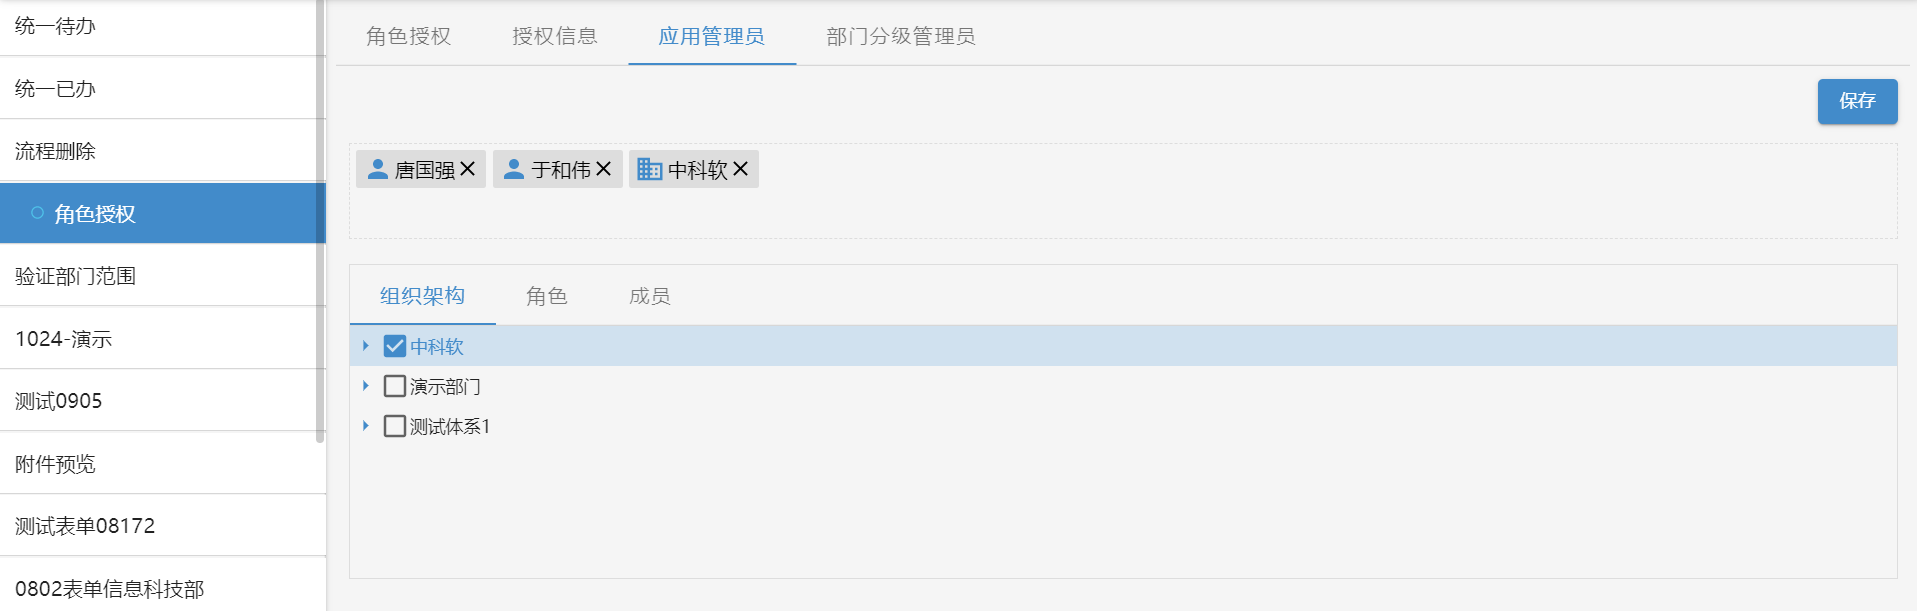 统一待办
统一已办
流程删除
角色授权
验证部门范围
1024-演示
测试0905
附件预览
测试表单08172
0802表单信息科技部
角色授权 授权信息 应用管理员 部门分级管理员
保存
唐国强 于和伟 中科软
组织架构 角色 成员
中科软
演示部门
测试体系1